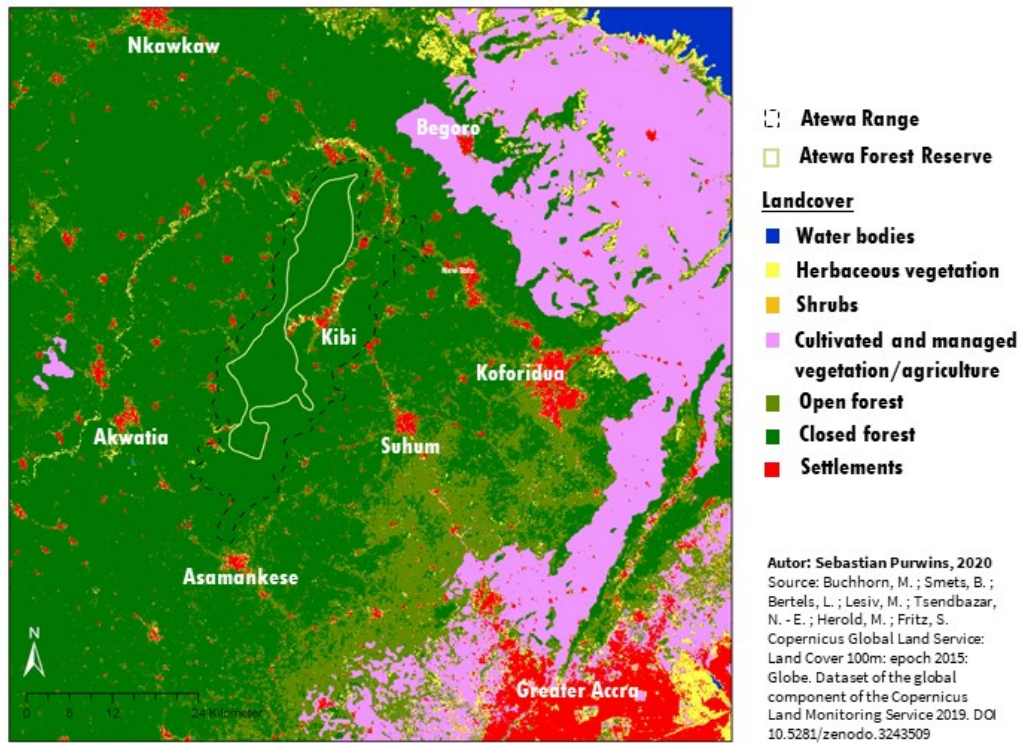 Nkawkaw
Begoro
New Tafo
Kibi
Koforidua
Akwatia
Suhum
Asamankese
Greater Accra
N
0 6 12 24 Kilometer
Atewa Range
Atewa Forest Reserve
Landcover
Water bodies
Herbaceous vegetation
Shrubs
Cultivated and managed
vegetation/agriculture
Open forest
Closed forest
Settlements
Autor: Sebastian Purwins, 2020
Source: Buchhorn, M. ; Smets, B. ;
Bertels, L. ; Lesiv, M. ; Tsendbazar,
N. - E. ; Herold, M. ; Fritz, S.
Copernicus Global Land Service:
Land Cover 100m: epoch 2015:
Globe. Dataset of the global
component of the Copernicus
Land Monitoring Service 2019. DOI
10.5281/zenodo.3243509